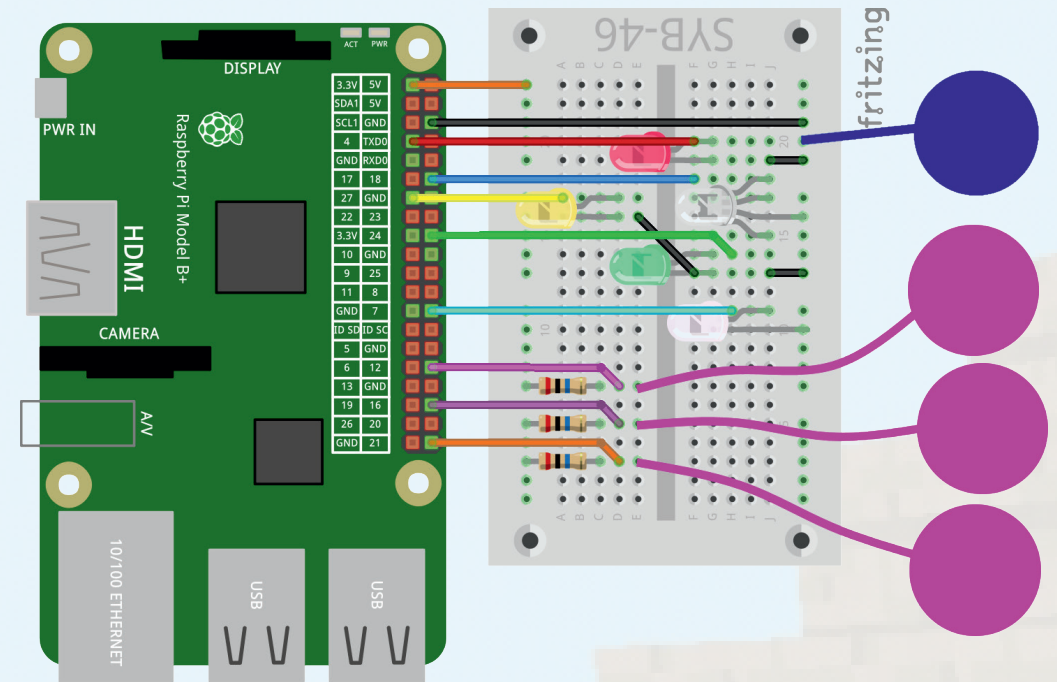 ACT PWR
DISPLAY
PWR IN
Raspberry Pi Model B+
HDMI
CAMERA
A/V
10/100 ETHERNET
USB
USB
3.3V 5V
SDA1 5V
SCL1 GND
4 TXD0
GND RXD0
17 18
27 GND
22 23
3.3V 24
10 GND
9 25
11 8
GND 7
ID SD ID SC
5 GND
6 12
13 GND
19 16
26 20
GND 21
SYB-46
A B C D E F G H I J
20
15
10
A B C D E F G H I J
fritzing